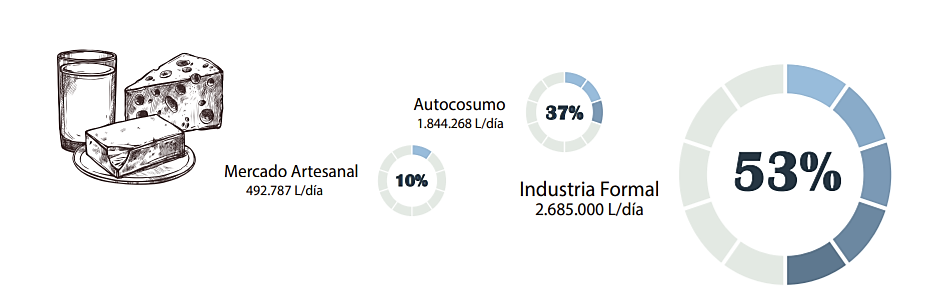 Mercado Artesanal
492.787 L/día
10%
Autocosumo
1.844.268 L/día
37%
Industria Formal
2.685.000 L/día
53%